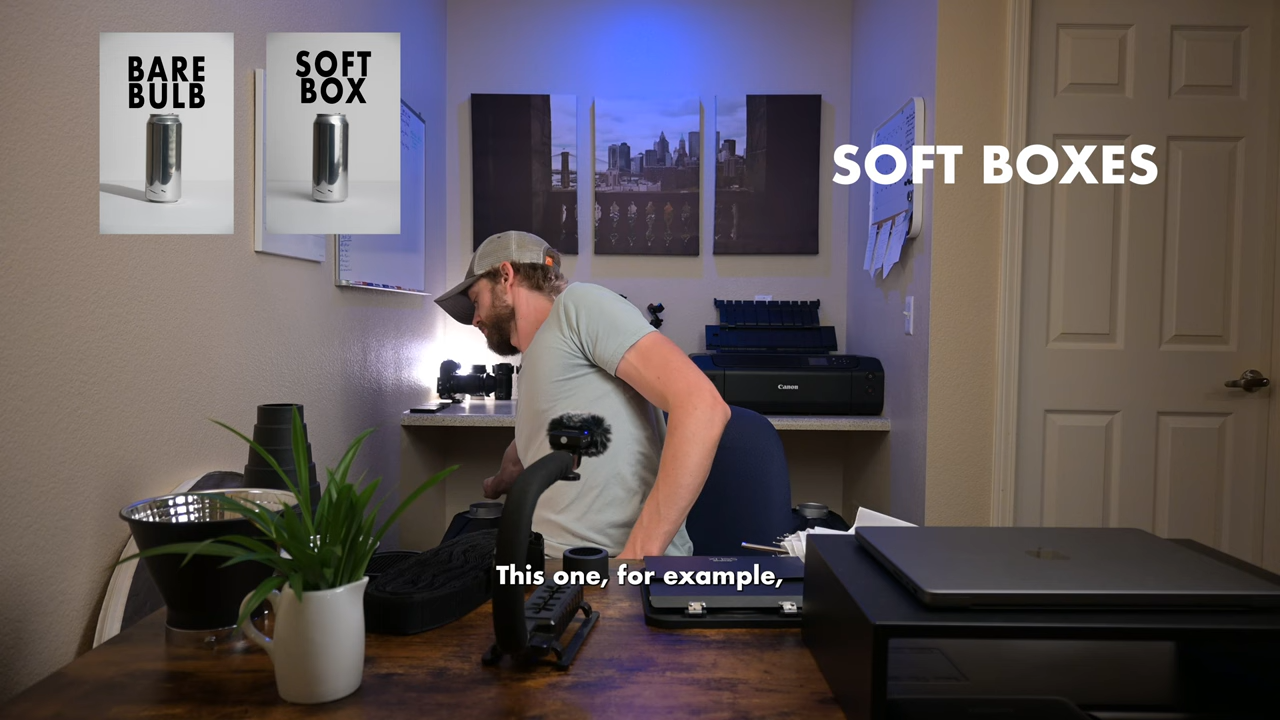 BARE
BULB
SOFT
BOX
SOFT BOXES
Canon
This one, for example,